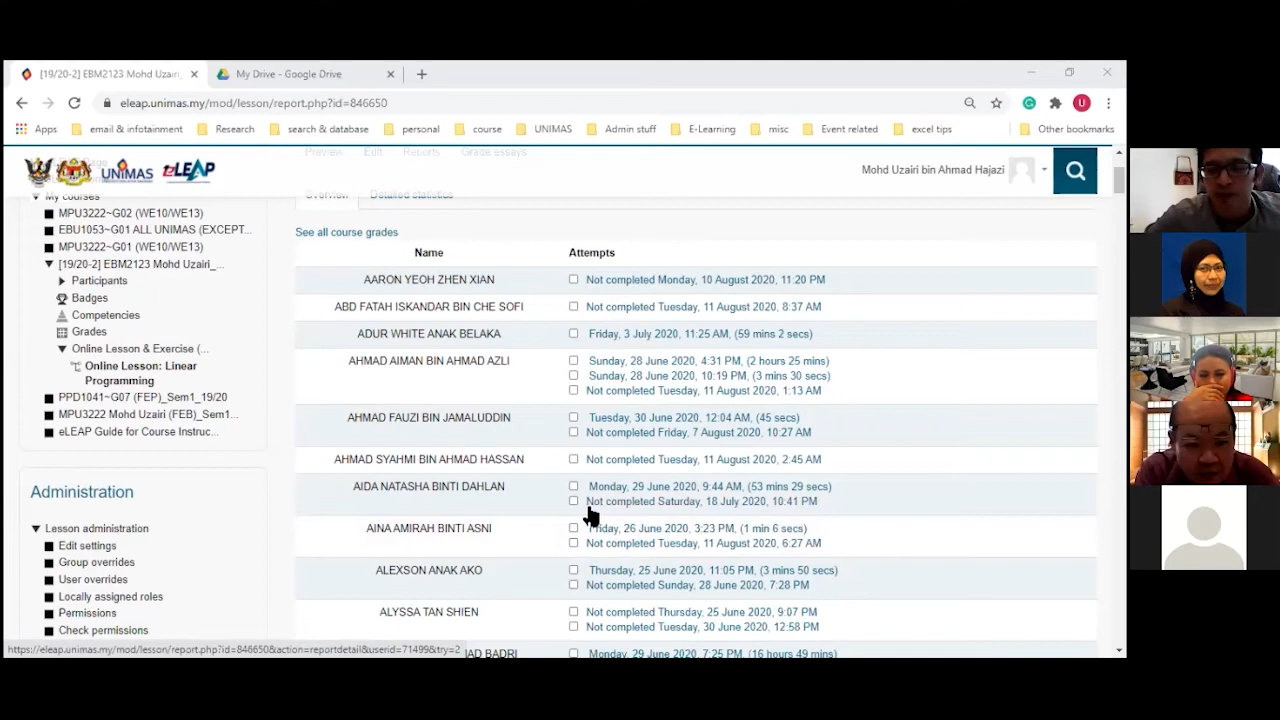 [19/20-2] EBM2123 Mohd Uzairi_
My Drive - Google Drive
eleap.unimas.my/mod/lesson/report.php?id=846650
U
Apps
email & infotainment
Research
search & database
personal
course
UNIMAS
Admin stuff
E-Learning
misc
Event related
excel tips
Other bookmarks
Preview
Edit
Reports
Grade essays
UNIMAS
eLEAP
Mohd Uzairi bin Ahmad Hajazi
My courses
MPU3222~G02 (WE10/WE13)
EBU1053~G01 ALL UNIMAS (EXCEPT...
MPU3222~G01 (WE10/WE13)
[19/20-2] EBM2123 Mohd Uzairi_...
Participants
Badges
Competencies
Grades
Online Lesson & Exercise (...
Online Lesson: Linear
Programming
PPD1041~G07 (FEP)_Sem1_19/20
MPU3222 Mohd Uzairi (FEB)_Sem1...
eLEAP Guide for Course Instruc...
Administration
Lesson administration
Edit settings
Group overrides
User overrides
Locally assigned roles
Permissions
Check permissions
Overview
Detailed statistics
See all course grades
Name Attempts
AARON YEOH ZHEN XIAN Not completed Monday, 10 August 2020, 11:20 PM
ABD FATAH ISKANDAR BIN CHE SOFI Not completed Tuesday, 11 August 2020, 8:37 AM
ADUR WHITE ANAK BELAKA Friday, 3 July 2020, 11:25 AM, (59 mins 2 secs)
AHMAD AIMAN BIN AHMAD AZLI Sunday, 28 June 2020, 4:31 PM, (2 hours 25 mins)
Sunday, 28 June 2020, 10:19 PM, (3 mins 30 secs)
Not completed Tuesday, 11 August 2020, 1:13 AM
AHMAD FAUZI BIN JAMALUDDIN Tuesday, 30 June 2020, 12:04 AM, (45 secs)
Not completed Friday, 7 August 2020, 10:27 AM
AHMAD SYAHMI BIN AHMAD HASSAN Not completed Tuesday, 11 August 2020, 2:45 AM
AIDA NATASHA BINTI DAHLAN Monday, 29 June 2020, 9:44 AM, (53 mins 29 secs)
Not completed Saturday, 18 July 2020, 10:41 PM
AINA AMIRAH BINTI ASNI Friday, 26 June 2020, 3:23 PM, (1 min 6 secs)
Not completed Tuesday, 11 August 2020, 6:27 AM
ALEXSON ANAK AKO Thursday, 25 June 2020, 11:05 PM, (3 mins 50 secs)
Not completed Sunday, 28 June 2020, 7:28 PM
ALYSSA TAN SHIEN Not completed Thursday, 25 June 2020, 9:07 PM
Not completed Tuesday, 30 June 2020, 12:58 PM
BADRI Monday, 29 June 2020, 7:25 PM, (16 hours 49 mins)
https://eleap.unimas.my/mod/lesson/report.php?id=846650&action=reportdetail&userid=71499&try=2